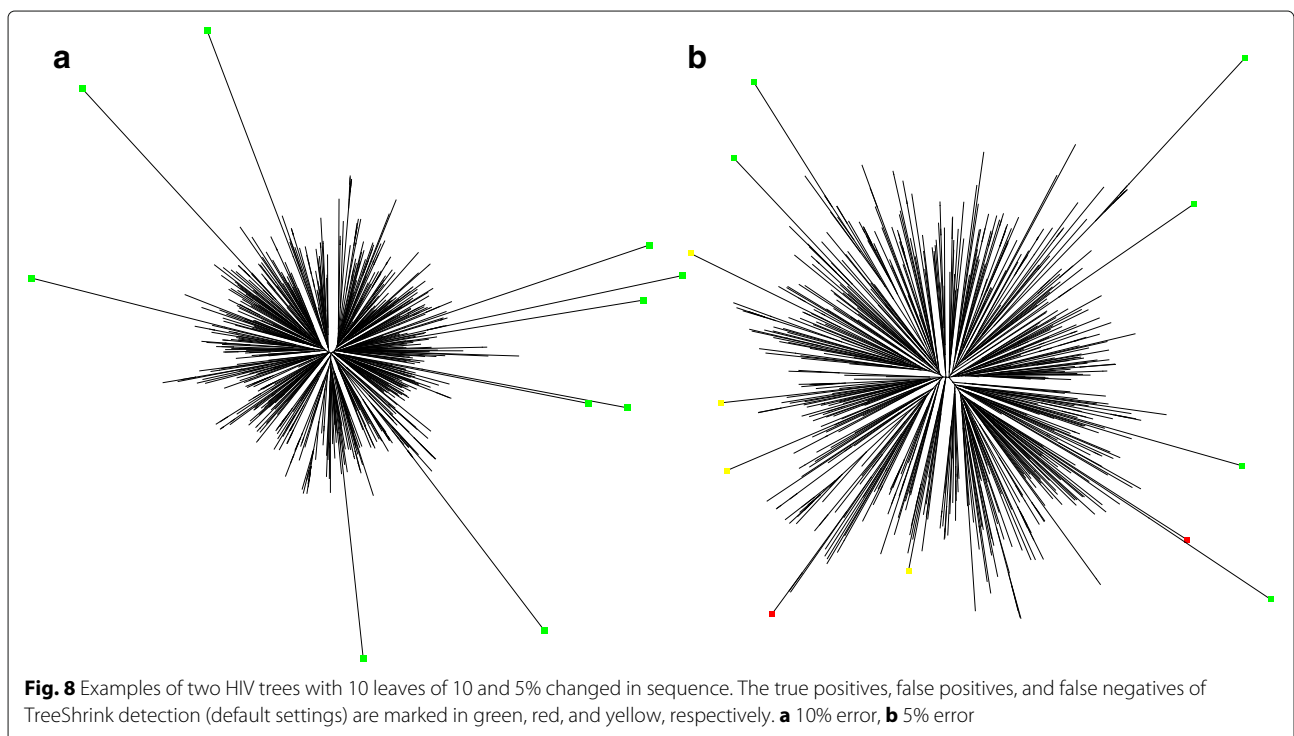 a
b
Fig. 8 Examples of two HIV trees with 10 leaves of 10 and 5% changed in sequence. The true positives, false positives, and false negatives of
TreeShrink detection (default settings) are marked in green, red, and yellow, respectively. a 10% error, b 5% error